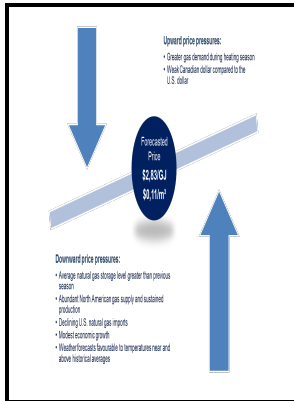 Upward price pressures:
• Greater gas demand during heating season
• Weak Canadian dollar compared to the
U.S. dollar
Forecasted
Price
$2,83/GJ
$0,11/m³
Downward price pressures:
• Average natural gas storage level greater than previous
season
• Abundant North American gas supply and sustained
production
• Declining U.S. natural gas imports
• Modest economic growth
• Weather forecasts favourable to temperatures near and
above historical averages